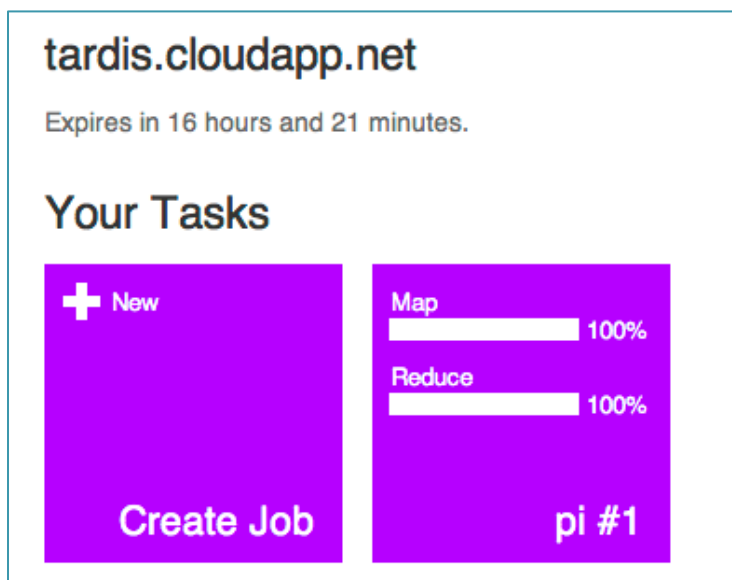 tardis.cloudapp.net
Expires in 16 hours and 21 minutes.
Your Tasks
New
Create Job
Map
100%
Reduce
100%
pi #1